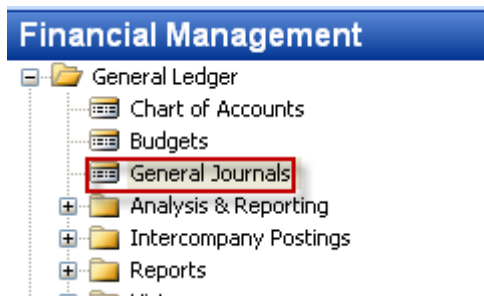 Financial Management
General Ledger
Chart of Accounts
Budgets
General Journals
Analysis & Reporting
Intercompany Postings
Reports